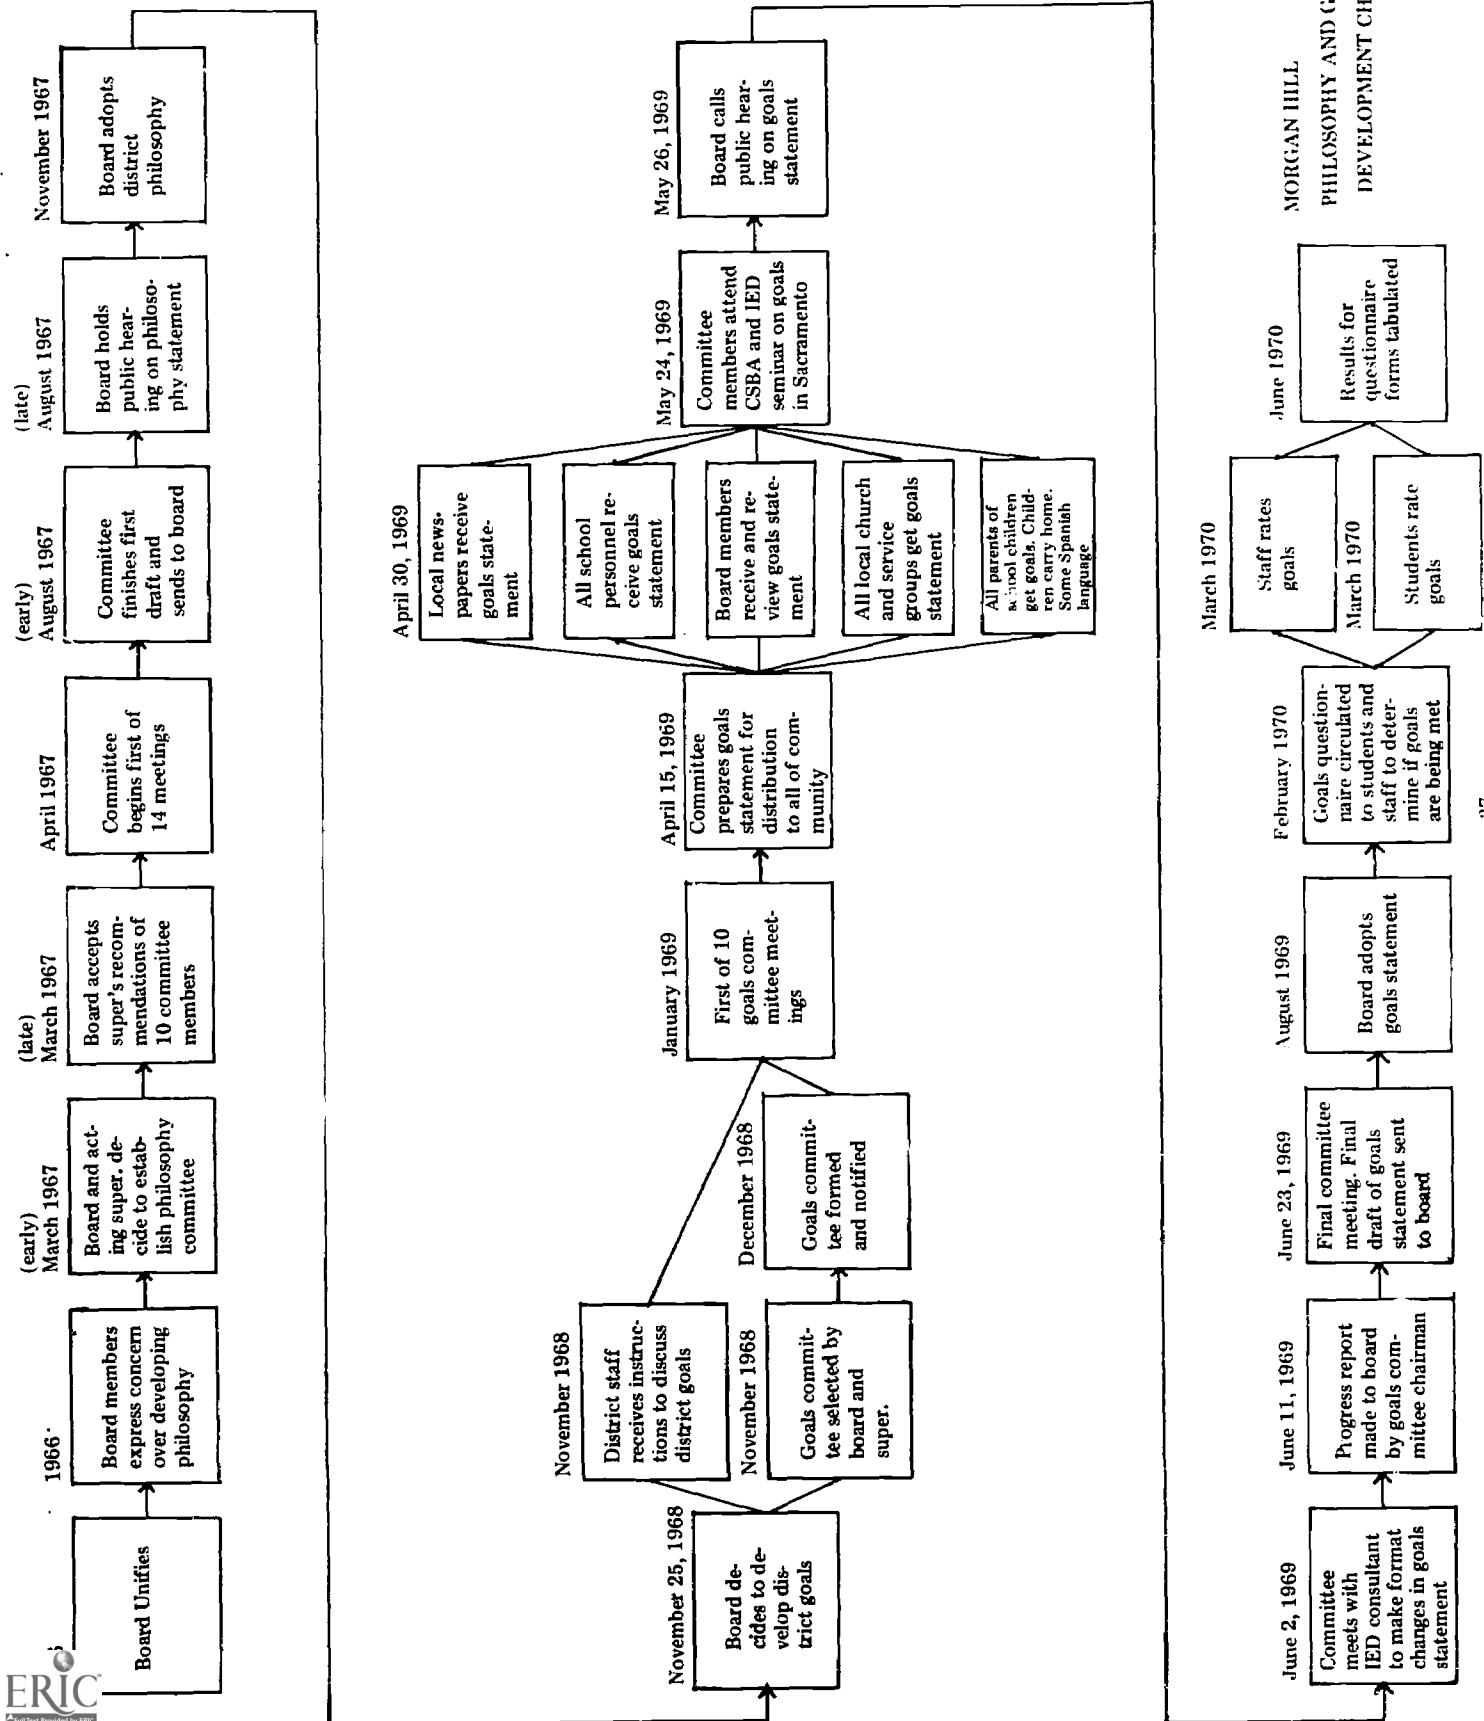 Board Unifies
1966
Board members
express concern
over developing
philosophy
(early)
March 1967
Board and act-
ing super. de-
cide to estab-
lish philosophy
committee
(late)
March 1967
Board accepts
super's recom-
mendations of
10 committee
members
April 1967
Committee
begins first of
14 meetings
(early)
August 1967
Committee
finishes first
draft and
sends to board
(late)
August 1967
Board holds
public hear-
ing on philoso-
phy statement
November 1967
Board adopts
district
philosophy
November 25, 1968
Board de-
cides to de-
velop dis-
trict goals
November 1968
District staff
receives instruc-
tions to discuss
district goals
November 1968
Goals commit-
tee selected by
board and
super.
December 1968
Goals commit-
tee formed
and notified
January 1969
First of 10
goals com-
mittee meet-
ings
April 15, 1969
Committee
prepares goals
statement for
distribution
to all of com-
munity
April 30, 1969
Local news-
papers receive
goals state-
ment
All school
personnel re-
ceive goals
statement
Board members
receive and re-
view goals state-
ment
All local church
and service
groups get goals
statement
All parents of
school children
get goals. Child-
ren carry home.
Some Spanish
language
May 24, 1969
Committee
members attend
CSBA and IED
seminar on goals
in Sacramento
May 26, 1969
Board calls
public hear-
ing on goals
statement
June 2, 1969
Committee
meets with
IED consultant
to make format
changes in goals
statement
June 11, 1969
Progress report
made to board
by goals com-
mittee chairman
June 23, 1969
Final committee
meeting. Final
draft of goals
statement sent
to board
August 1969
Board adopts
goals statement
February 1970
Goals question-
naire circulated
to students and
staff to deter-
mine if goals
are being met
March 1970
Staff rates
goals
March 1970
Students rate
goals
June 1970
Results for
questionnaire
forms tabulated
MORGAN HILL
PHILOSOPHY AND G
DEVELOPMENT CH
ERIC